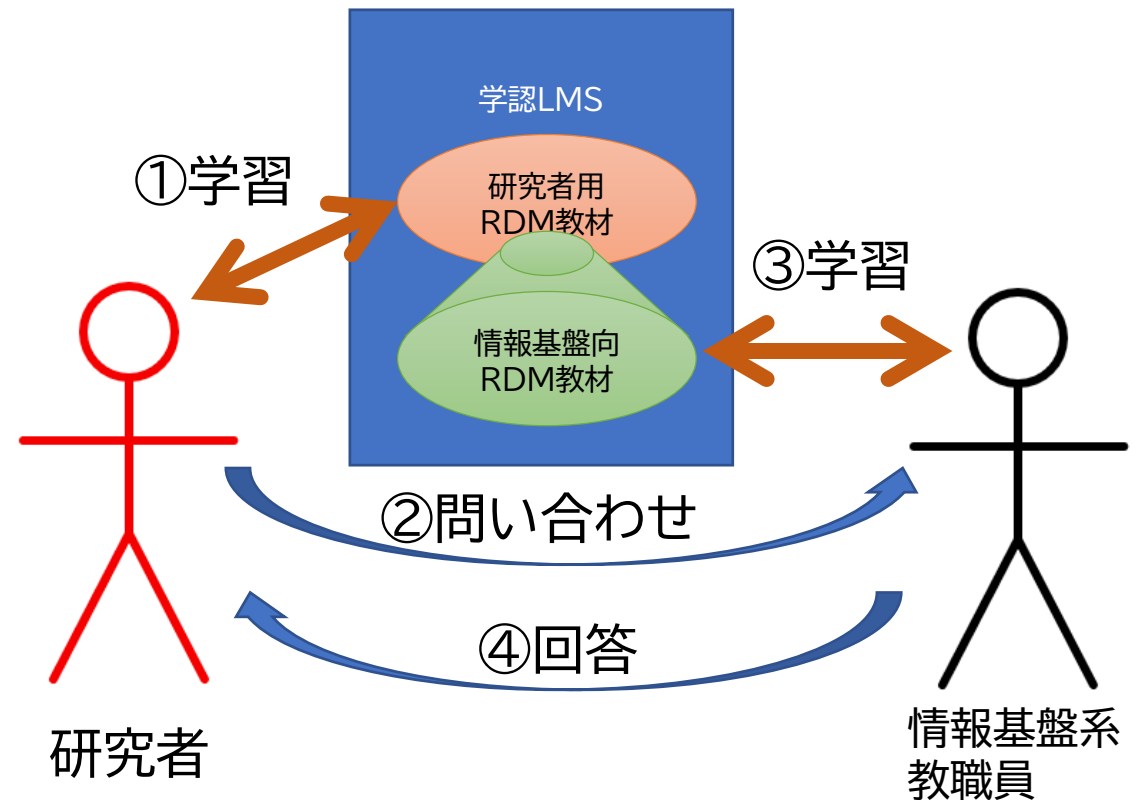 学認LMS
①学習
研究者用
RDM教材
③学習
情報基盤向
RDM教材
②問い合わせ
④回答
研究者
情報基盤系
教職員